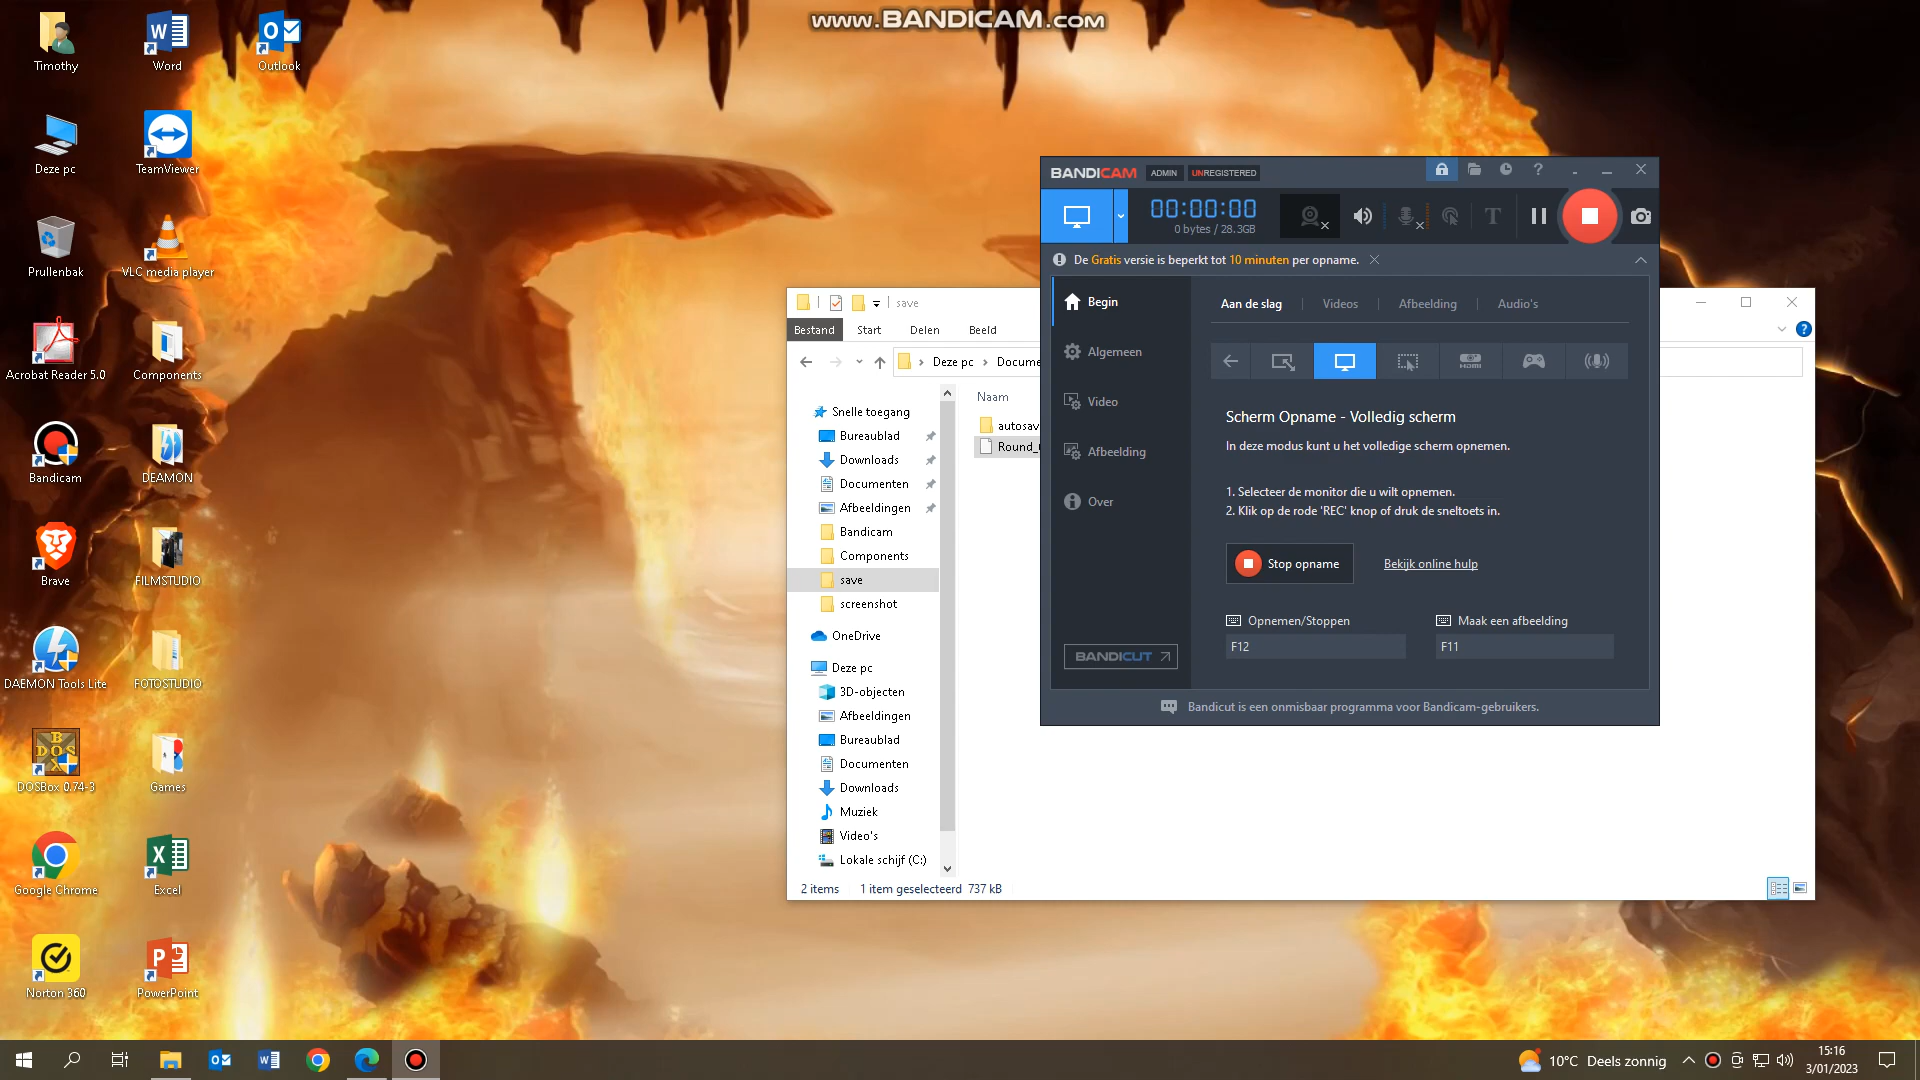 www.BANDICAM.com
Timothy
Word
Outlook
Deze pc
TeamViewer
Prullenbak
VLC media player
Acrobat Reader 5.0
Components
Bandicam
DEAMON
Brave
FILMSTUDIO
DAEMON Tools Lite
FOTOSTUDIO
DOSBox 0.74-3
Games
Google Chrome
Excel
Norton 360
PowerPoint
save
Bestand
Start
Delen
Beeld
Deze pc
Docume
Naam
autosav
Round_
Snelle toegang
Bureaublad
Downloads
Documenten
Afbeeldingen
Bandicam
Components
save
screenshot
OneDrive
Deze pc
3D-objecten
Afbeeldingen
Bureaublad
Documenten
Downloads
Muziek
Video's
Lokale schijf (C:)
2 items
1 item geselecteerd 737 kB
BANDICAM
ADMIN
UNREGISTERED
00:00:00
0 bytes / 28.3GB
De Gratis versie is beperkt tot 10 minuten per opname.
Begin
Algemeen
Video
Afbeelding
Over
BANDICUT
Aan de slag
Videos
Afbeelding
Audio's
HDMI
Scherm Opname - Volledig scherm
In deze modus kunt u het volledige scherm opnemen.
1. Selecteer de monitor die u wilt opnemen.
2. Klik op de rode 'REC' knop of druk de sneltoets in.
Stop opname
Bekijk online hulp
Opnemen/Stoppen
Maak een afbeelding
F12
F11
Bandicut is een onmisbaar programma voor Bandicam-gebruikers.
10°C Deels zonnig
15:16
3/01/2023